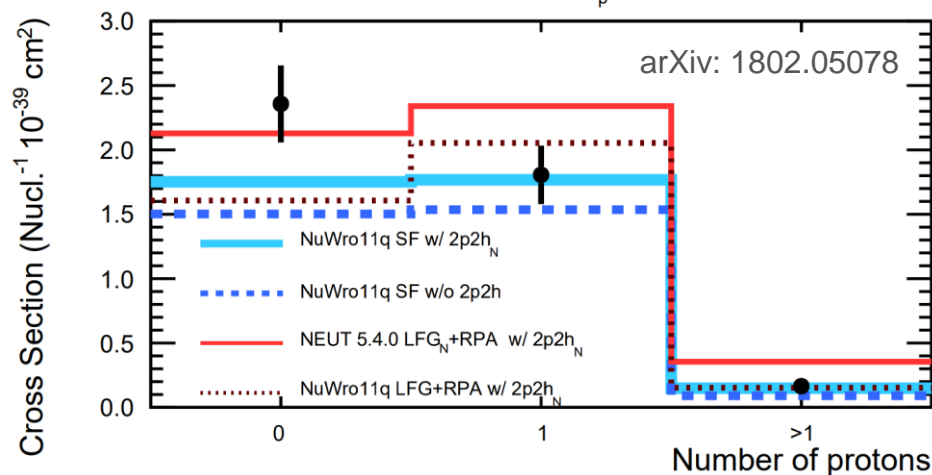 p
3.0
arXiv: 1802.05078
2.5
2.0
1.5
NuWro11q SF w/ 2p2h_N
1.0
NuWro11q SF w/o 2p2h
NEUT 5.4.0 LFG_N+RPA w/ 2p2h_N
0.5
NuWro11q LFG+RPA w/ 2p2h_N
0.0
0 1 >1
Number of protons
Cross Section (Nucl.⁻¹ 10⁻³⁹ cm²)